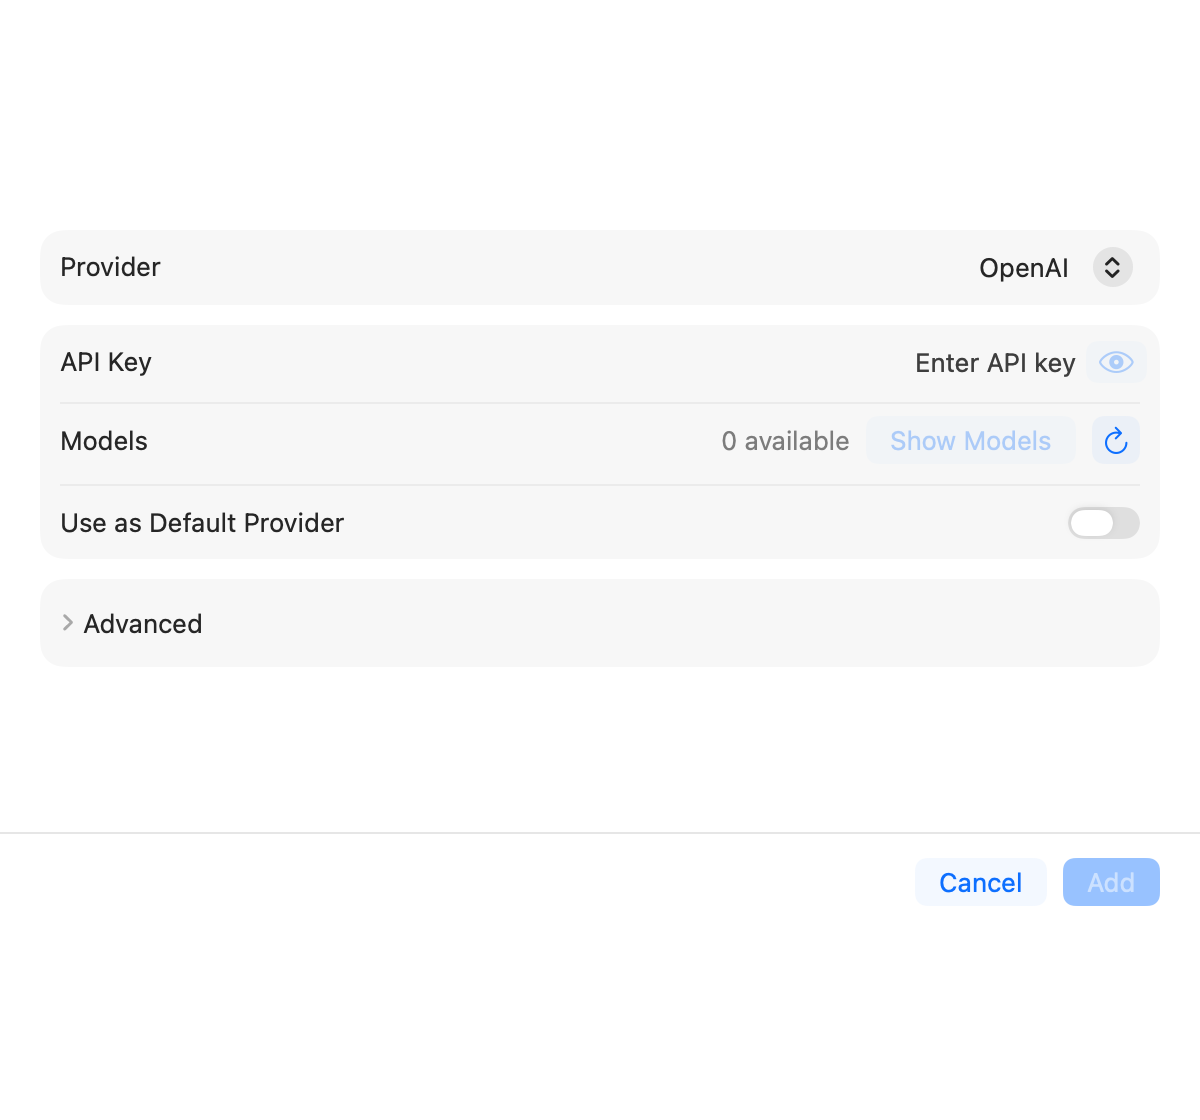 Provider OpenAI
API Key Enter API key
Models 0 available Show Models
Use as Default Provider
Advanced
Cancel Add